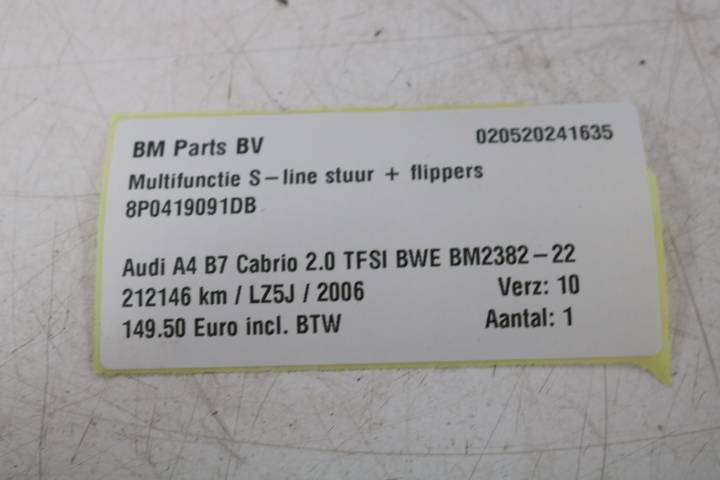 BM Parts BV 020520241635
Multifunctie S-line stuur + flippers
8P0419091DB
Audi A4 B7 Cabrio 2.0 TFSI BWE BM2382-22
212146 km / LZ5J / 2006 Verz: 10
149.50 Euro incl. BTW Aantal: 1